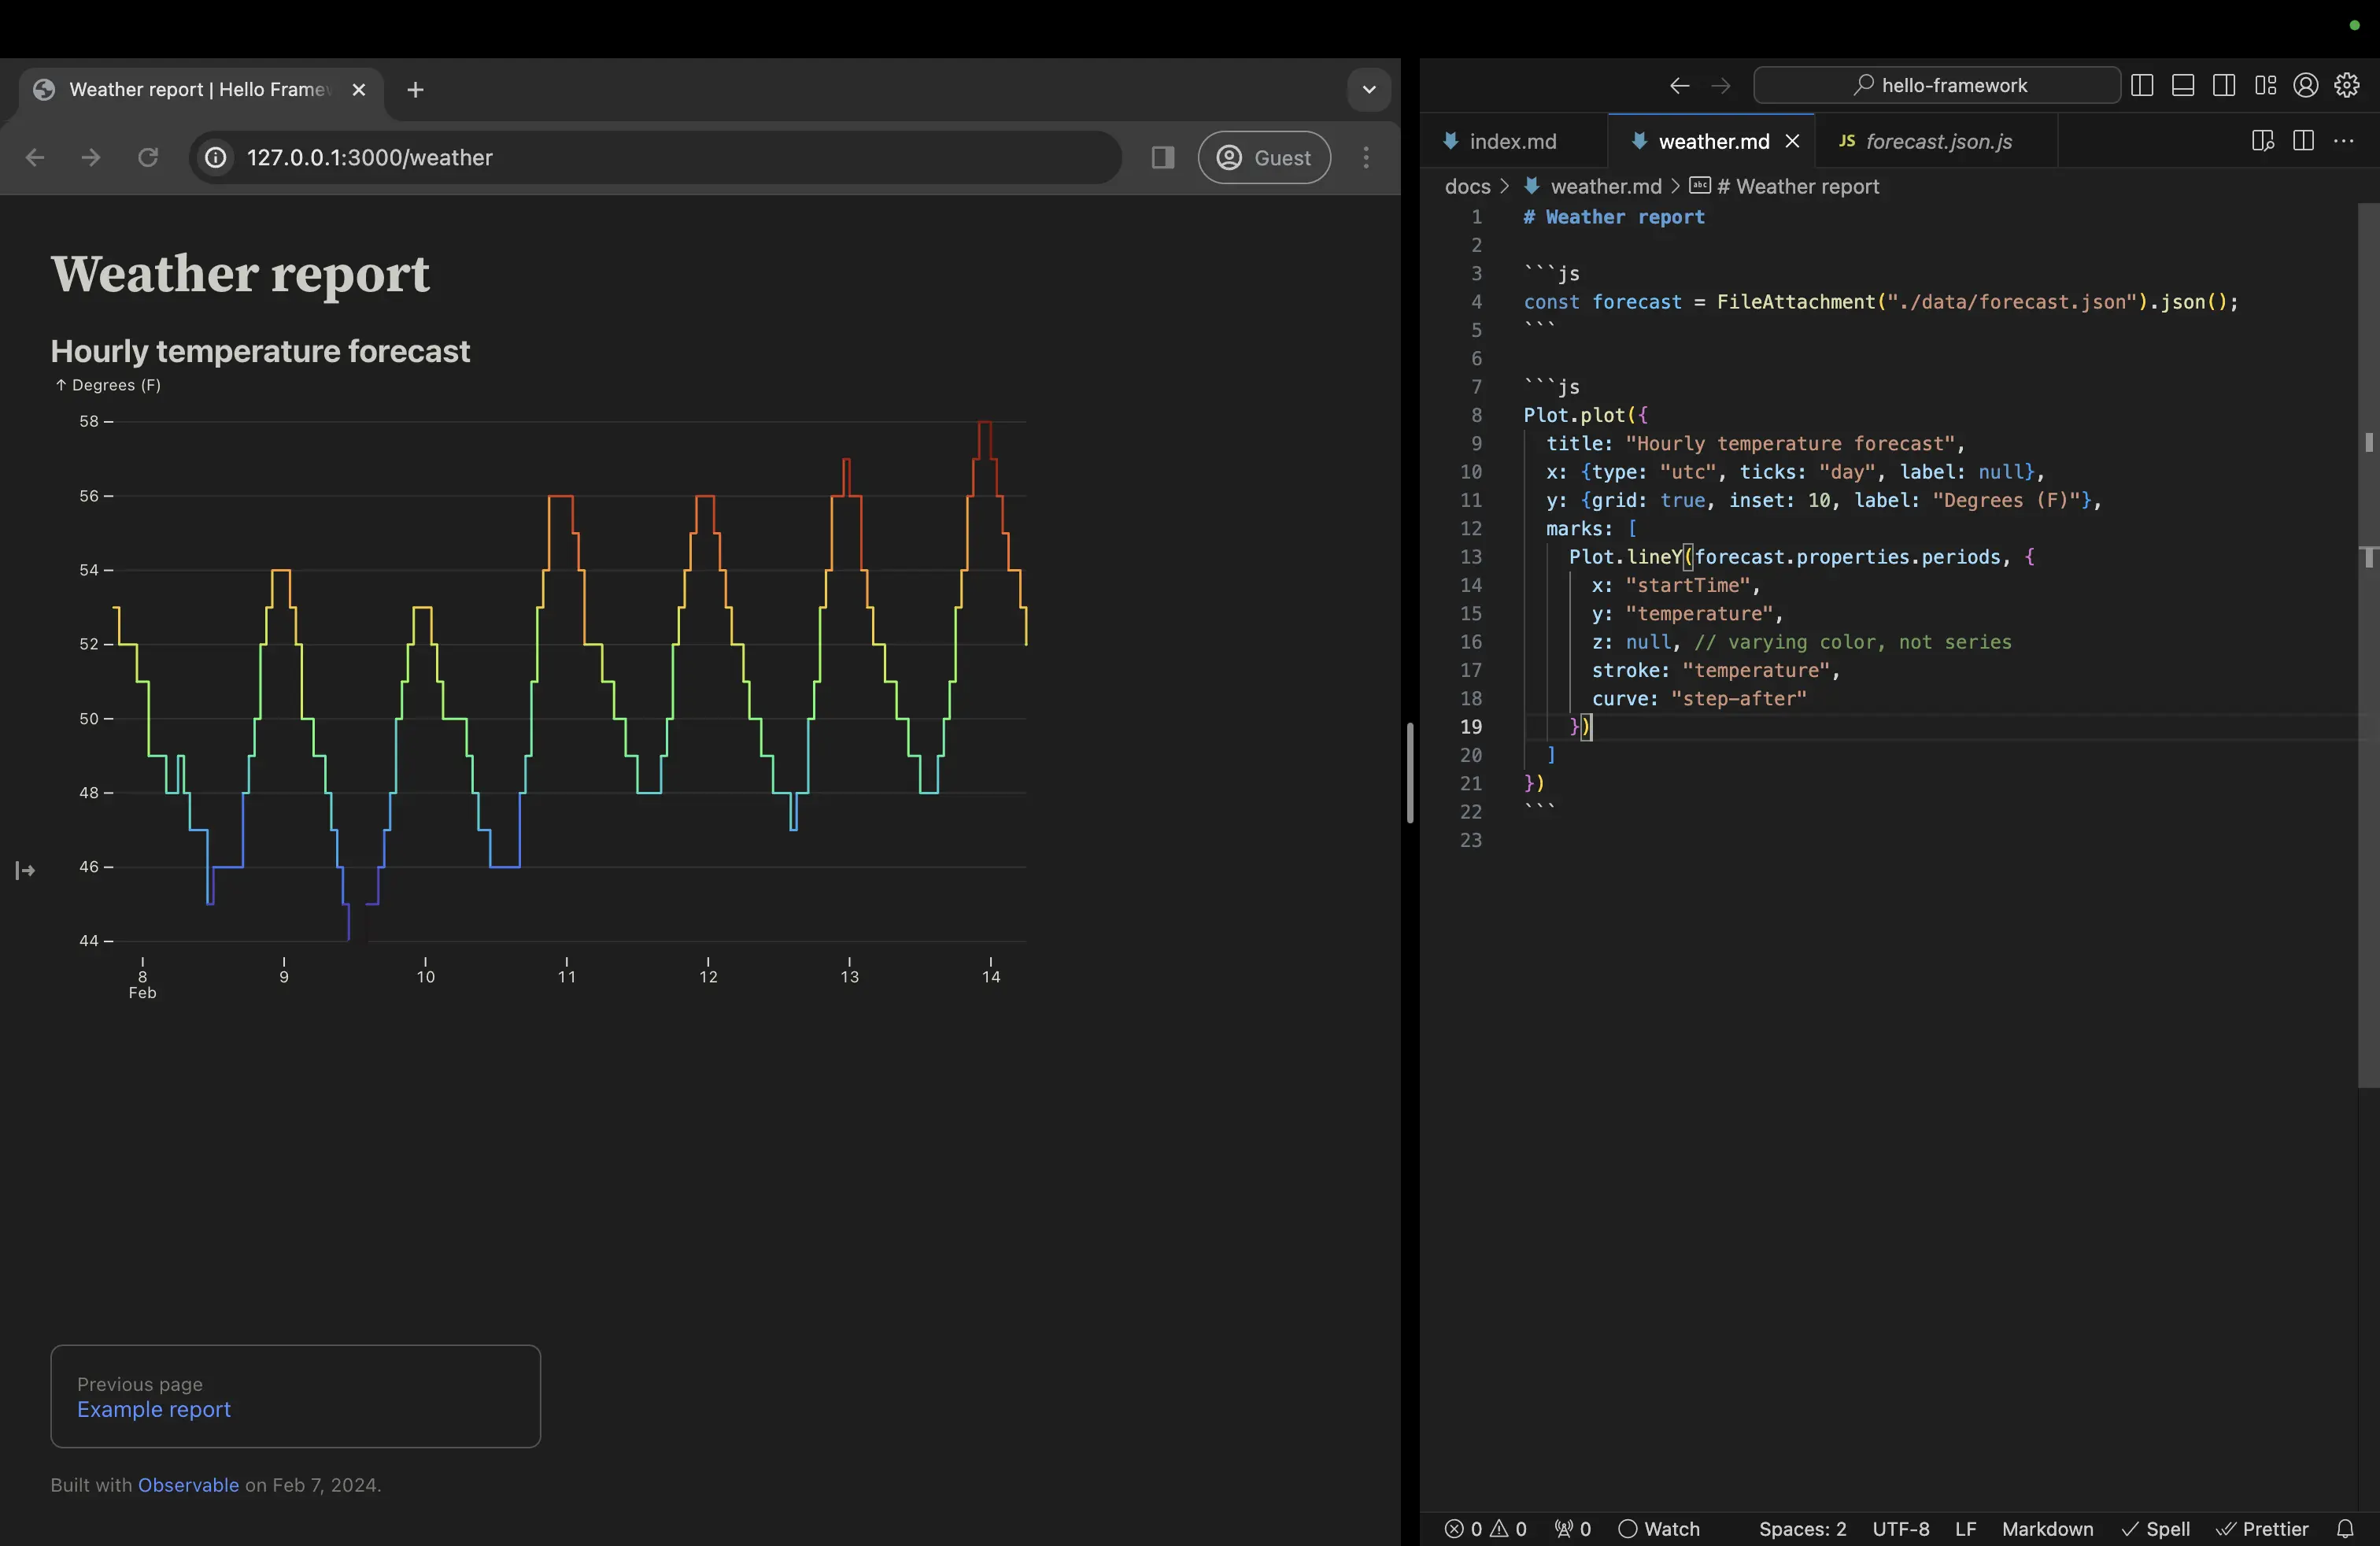 Weather report | Hello Framew
127.0.0.1:3000/weather
Guest
Weather report
Hourly temperature forecast
↑ Degrees (F)
58
56
54
52
50
48
46
44
8
9
10
11
12
13
14
Feb
Previous page
Example report
Built with Observable on Feb 7, 2024.
hello-framework
index.md
weather.md
JS forecast.json.js
docs > weather.md > abc # Weather report
1 # Weather report
2
3 ```js
4 const forecast = FileAttachment("./data/forecast.json").json();
5 ```
6
7 ```js
8 Plot.plot({
9 title: "Hourly temperature forecast",
10 x: {type: "utc", ticks: "day", label: null},
11 y: {grid: true, inset: 10, label: "Degrees (F)"},
12 marks: [
13 Plot.lineY(forecast.properties.periods, {
14 x: "startTime",
15 y: "temperature",
16 z: null, // varying color, not series
17 stroke: "temperature",
18 curve: "step-after"
19 })
20 ]
21 })
22 ```
23
0 0 0 Watch Spaces: 2 UTF-8 LF Markdown Spell Prettier